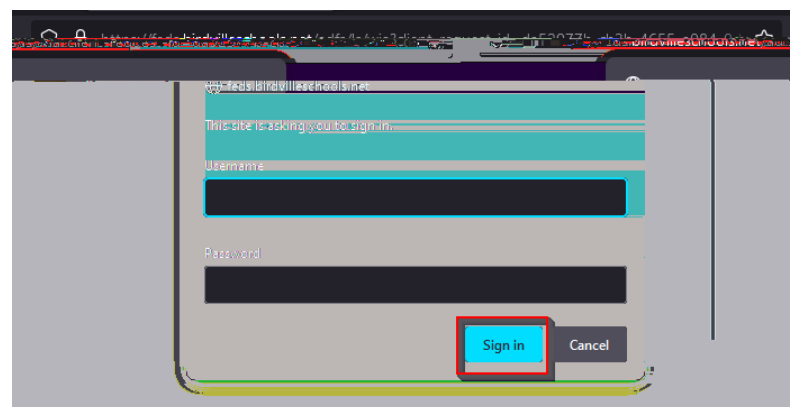 feds.birdvilleschools.net
This site is asking you to sign in.
Username
Password
Sign in
Cancel